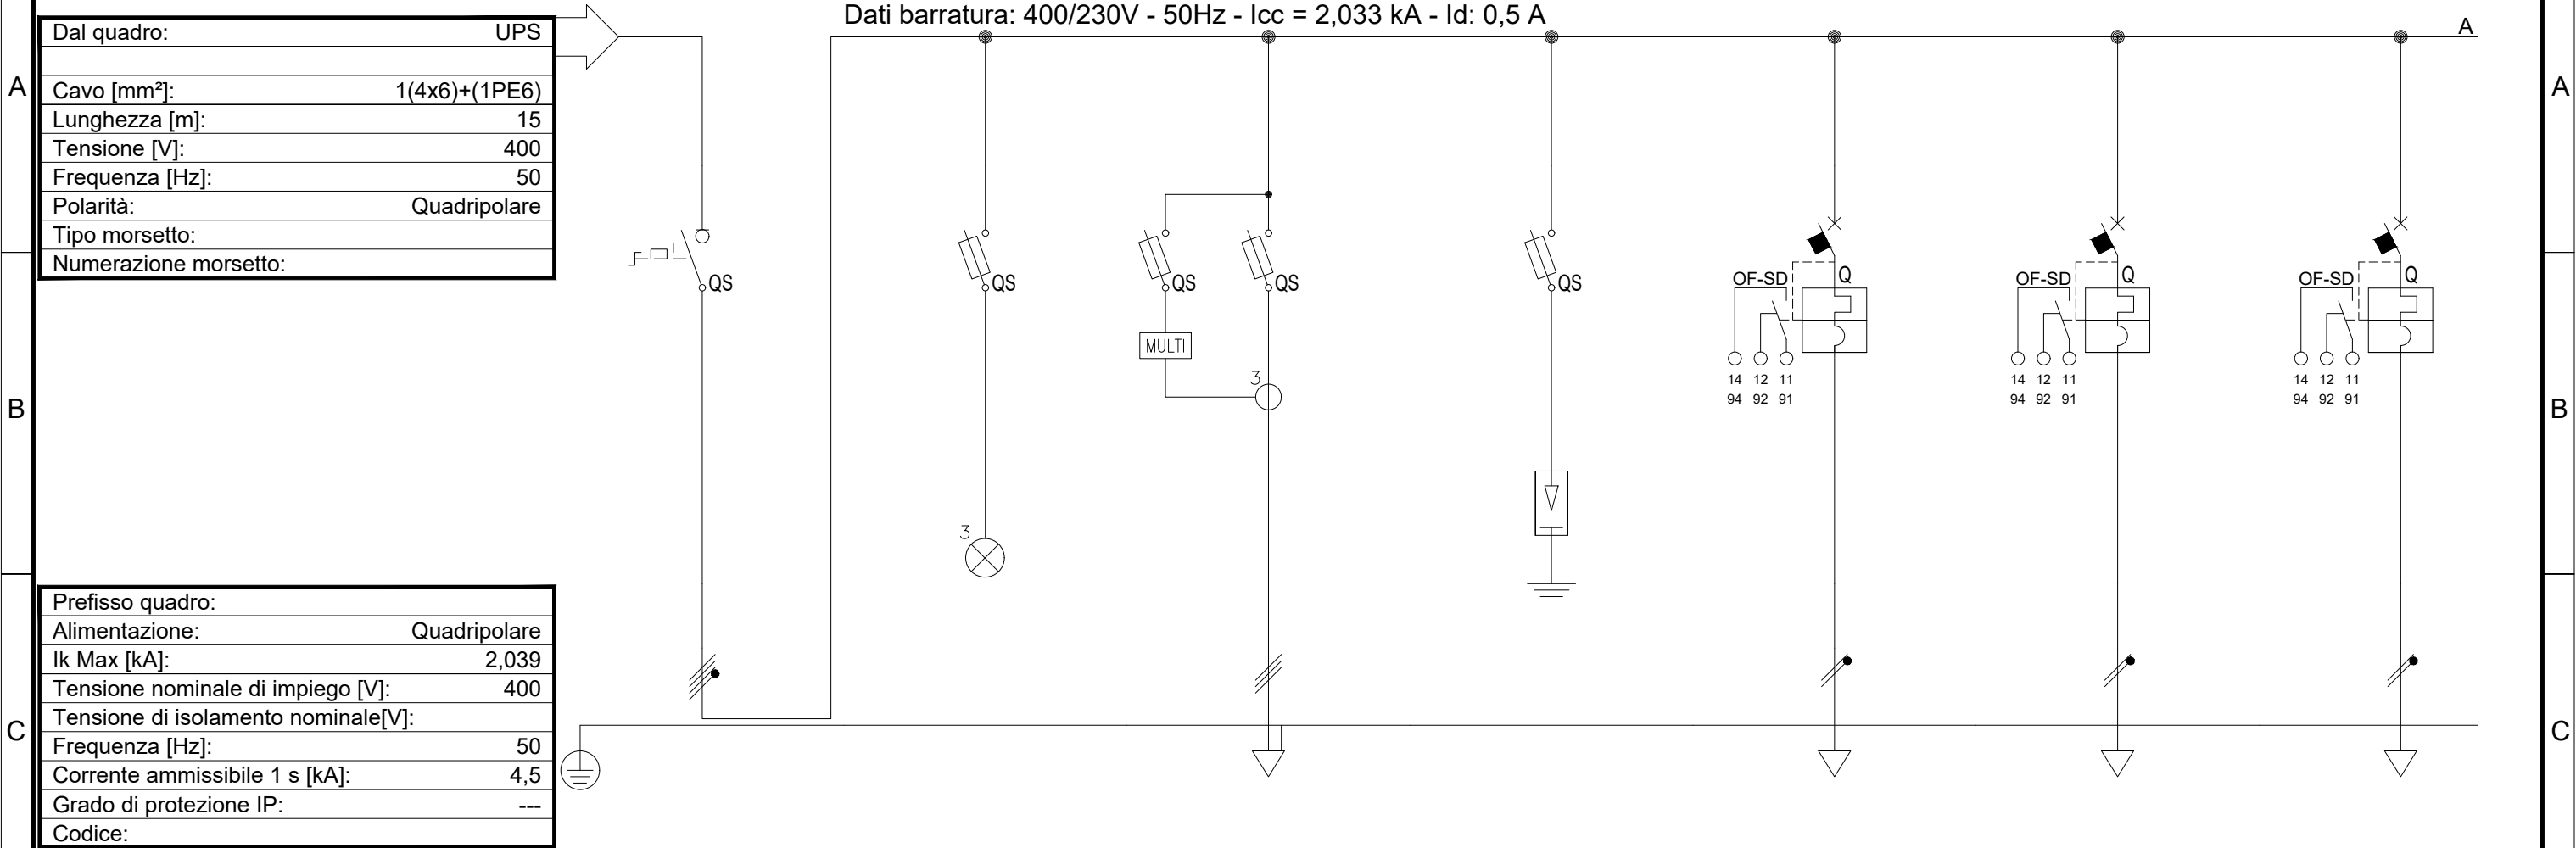 Dati barratura: 400/230V - 50Hz - Icc = 2,033 kA - Id: 0,5 A
A
Dal quadro: UPS
Cavo [mm²]: 1(4x6)+(1PE6)
Lunghezza [m]: 15
Tensione [V]: 400
Frequenza [Hz]: 50
Polarità: Quadripolare
Tipo morsetto:
Numerazione morsetto:
A
A
QS
QS
QS
QS
QS
OF-SD Q
OF-SD Q
OF-SD Q
MULTI
3
14 12 11
94 92 91
14 12 11
94 92 91
14 12 11
94 92 91
B
B
3
Prefisso quadro:
Alimentazione: Quadripolare
Ik Max [kA]: 2,039
Tensione nominale di impiego [V]: 400
Tensione di isolamento nominale[V]:
Frequenza [Hz]: 50
Corrente ammissibile 1 s [kA]: 4,5
Grado di protezione IP: ---
Codice:
C
C